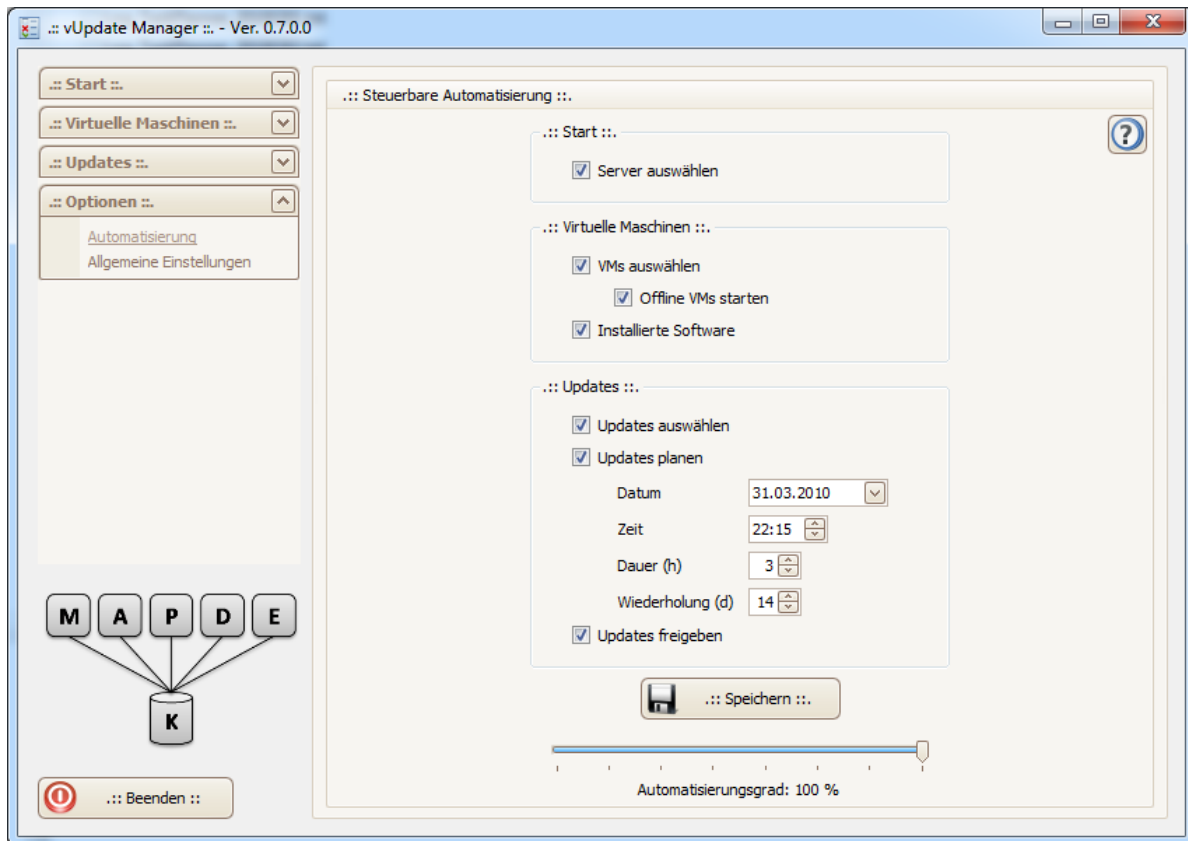 .:: vUpdate Manager ::. - Ver. 0.7.0.0
.:: Start ::.
.:: Virtuelle Maschinen ::.
.:: Updates ::.
.:: Optionen ::.
Automatisierung
Allgemeine Einstellungen
M A P D E
K
.:: Beenden ::
.:: Steuerbare Automatisierung ::.
?
.:: Start ::.
Server auswählen
.:: Virtuelle Maschinen ::.
VMs auswählen
Offline VMs starten
Installierte Software
.:: Updates ::.
Updates auswählen
Updates planen
Datum 31.03.2010
Zeit 22:15
Dauer (h) 3
Wiederholung (d) 14
Updates freigeben
.:: Speichern ::.
Automatisierungsgrad: 100 %